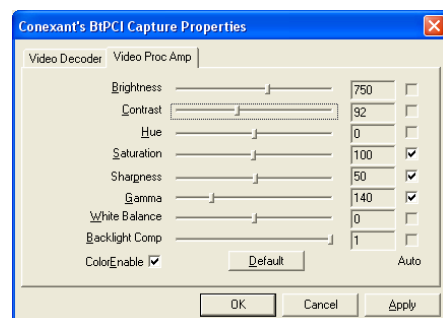 Conexant's BtPCI Capture Properties
Video Decoder Video Proc Amp
Brightness 750
Contrast 92
Hue 0
Saturation 100
Sharpness 50
Gamma 140
White Balance 0
Backlight Comp 1
ColorEnable Default Auto
OK Cancel Apply